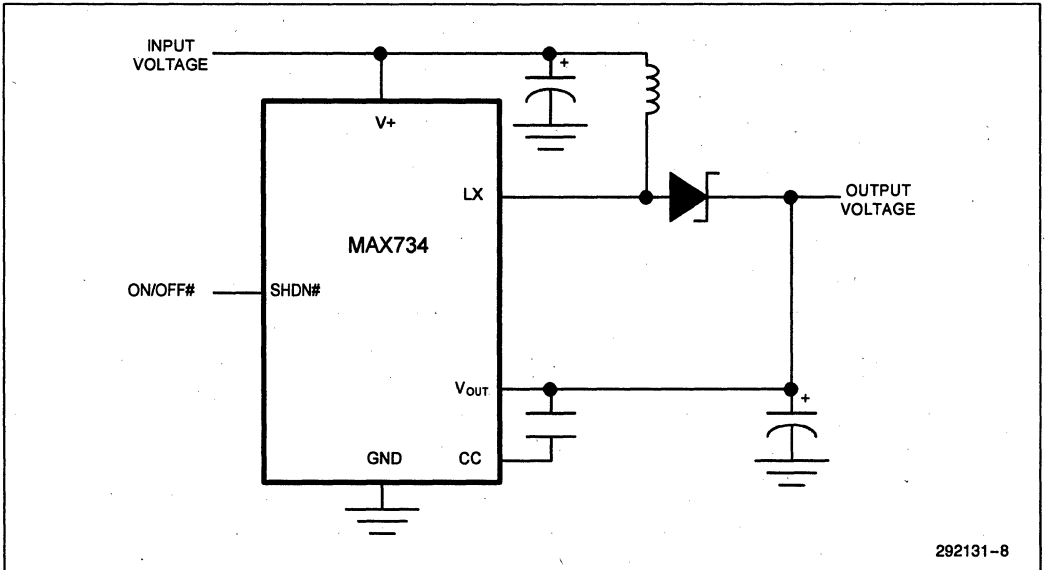 INPUT
VOLTAGE
+
V+
LX
OUTPUT
VOLTAGE
MAX734
ON/OFF#
SHDN#
VOUT
+
GND
CC
292131-8